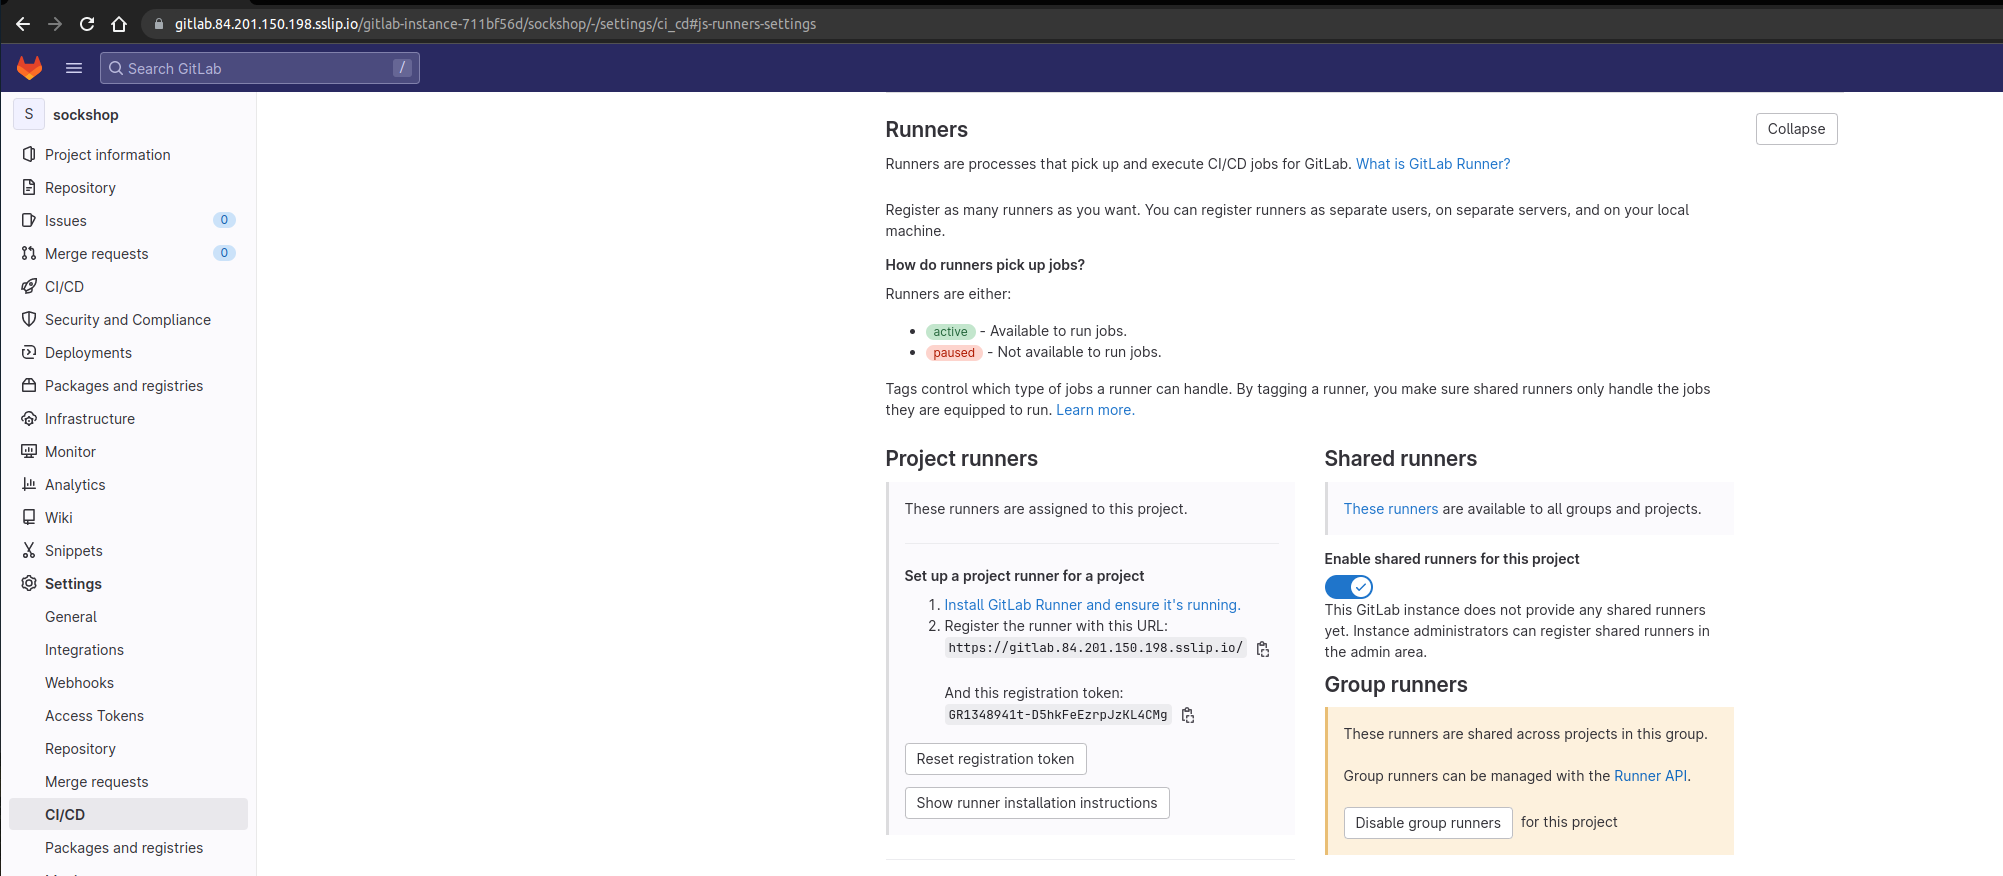 gitlab.84.201.150.198.sslip.io/gitlab-instance-711bf56d/sockshop/-/settings/ci_cd#js-runners-settings
Search GitLab /
S sockshop
Project information
Repository
Issues 0
Merge requests 0
CI/CD
Security and Compliance
Deployments
Packages and registries
Infrastructure
Monitor
Analytics
Wiki
Snippets
Settings
General
Integrations
Webhooks
Access Tokens
Repository
Merge requests
CI/CD
Packages and registries
Runners
Collapse
Runners are processes that pick up and execute CI/CD jobs for GitLab. What is GitLab Runner?
Register as many runners as you want. You can register runners as separate users, on separate servers, and on your local
machine.
How do runners pick up jobs?
Runners are either:
• active - Available to run jobs.
• paused - Not available to run jobs.
Tags control which type of jobs a runner can handle. By tagging a runner, you make sure shared runners only handle the jobs
they are equipped to run. Learn more.
Project runners
These runners are assigned to this project.
Set up a project runner for a project
1. Install GitLab Runner and ensure it's running.
2. Register the runner with this URL:
https://gitlab.84.201.150.198.sslip.io/
And this registration token:
GR1348941t-D5hkFeEzrpJzKL4CMg
Reset registration token
Show runner installation instructions
Shared runners
These runners are available to all groups and projects.
Enable shared runners for this project
This GitLab instance does not provide any shared runners
yet. Instance administrators can register shared runners in
the admin area.
Group runners
These runners are shared across projects in this group.
Group runners can be managed with the Runner API.
Disable group runners for this project